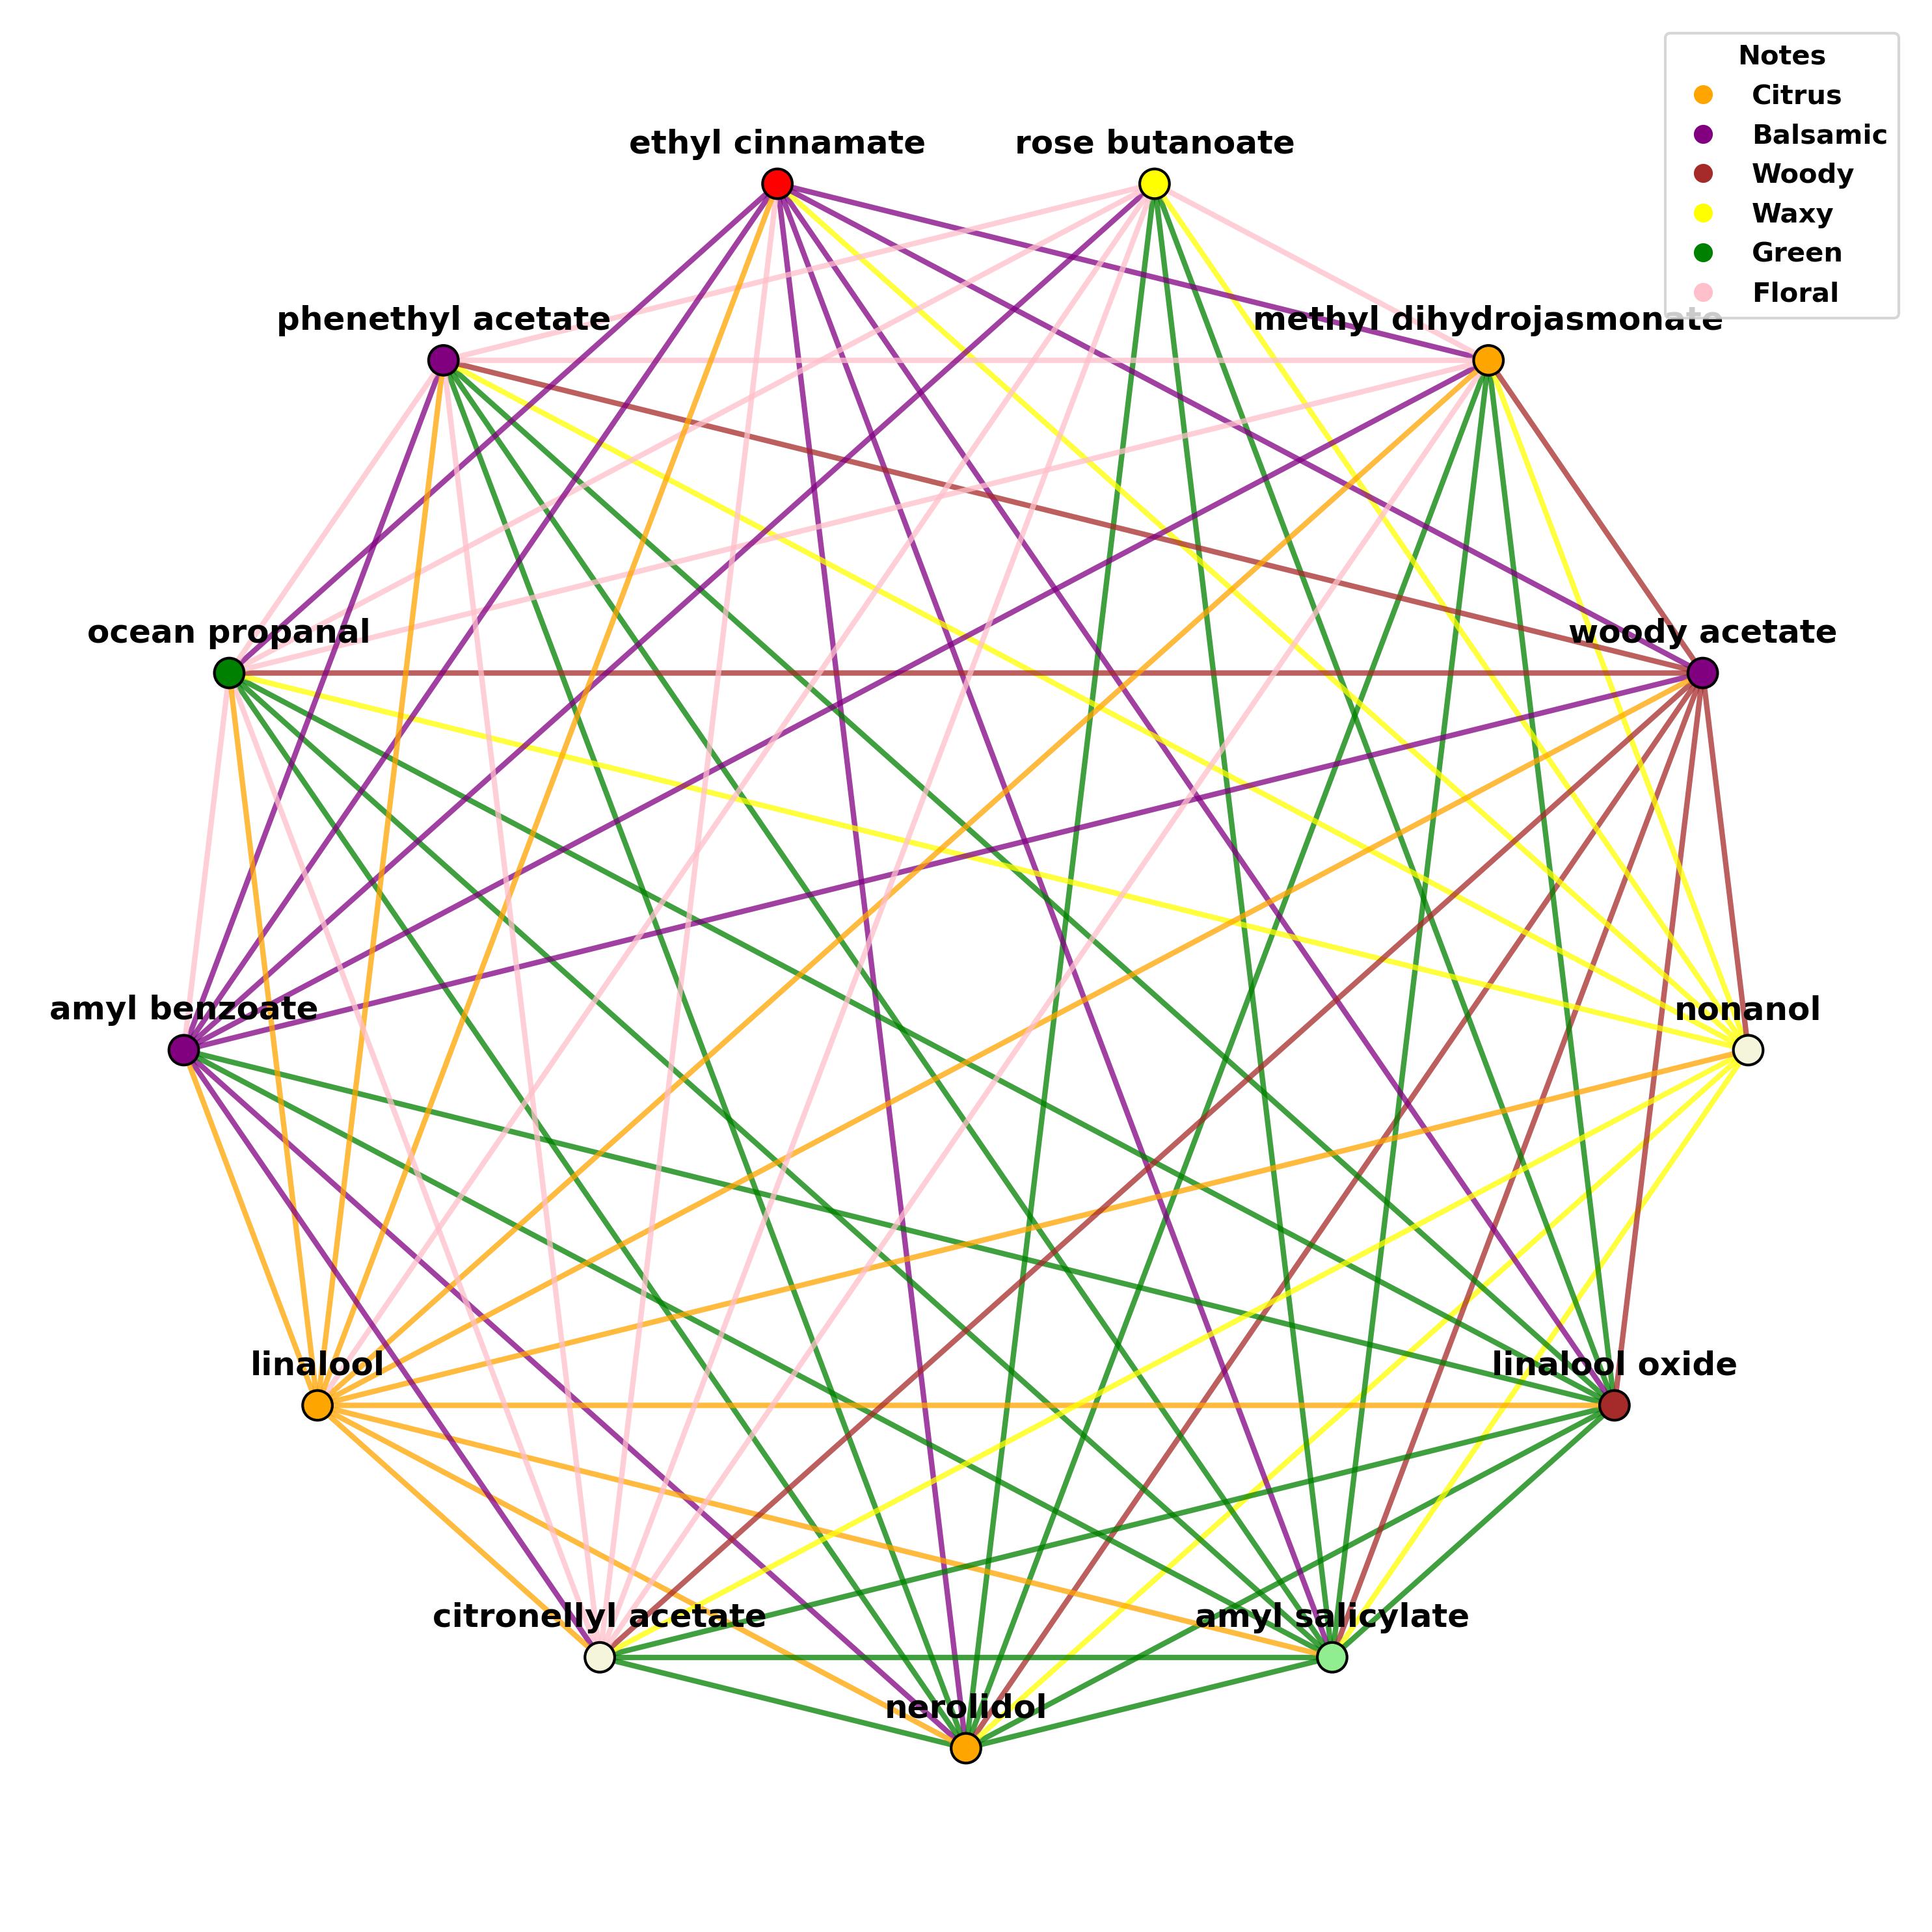 Notes
Citrus
Balsamic
Woody
Waxy
Green
Floral
ethyl cinnamate
rose butanoate
phenethyl acetate
methyl dihydrojasmonate
ocean propanal
woody acetate
amyl benzoate
nonanol
linalool
linalool oxide
citronellyl acetate
amyl salicylate
nerolidol